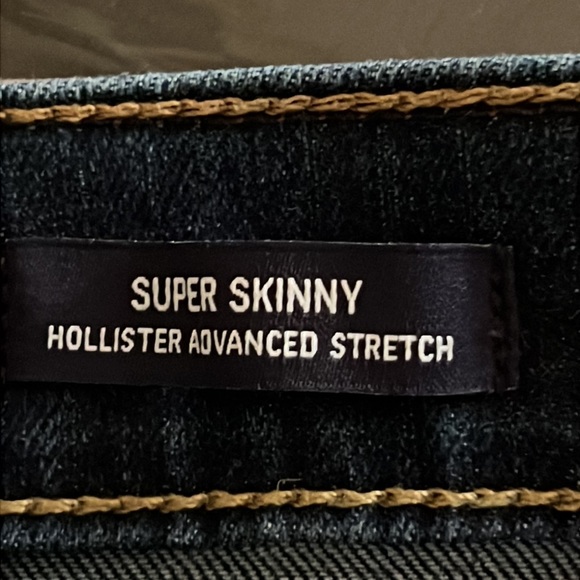 SUPER SKINNY
HOLLISTER ADVANCED STRETCH